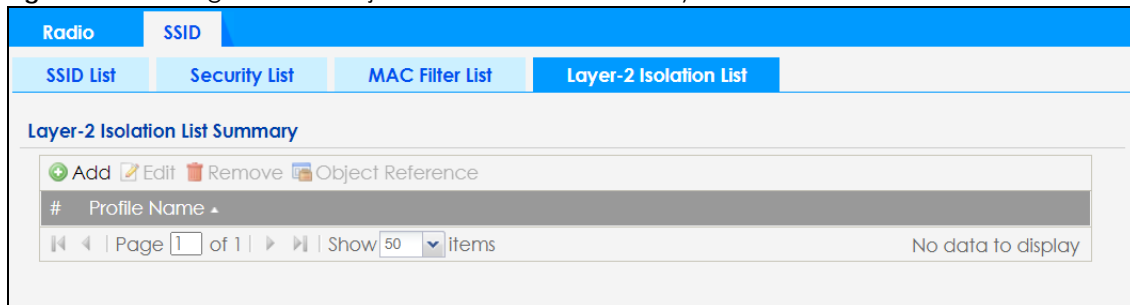 Radio SSID
SSID List Security List MAC Filter List Layer-2 Isolation List
Layer-2 Isolation List Summary
Add Edit Remove Object Reference
# Profile Name
Page 1 of 1 Show 50 items No data to display